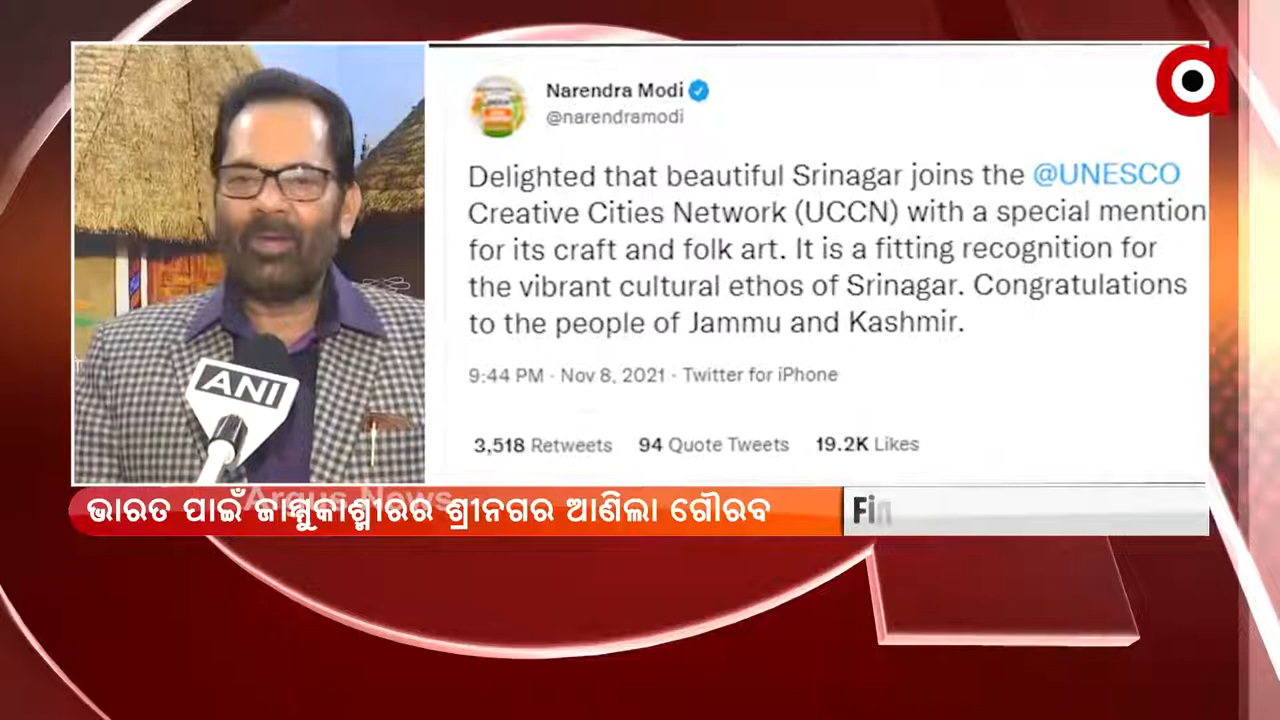 Narendra Modi
@narendramodi
Delighted that beautiful Srinagar joins the @UNESCO
Creative Cities Network (UCCN) with a special mention
for its craft and folk art. It is a fitting recognition for
the vibrant cultural ethos of Srinagar. Congratulations
to the people of Jammu and Kashmir.
9:44 PM · Nov 8, 2021 · Twitter for iPhone
3,518 Retweets 94 Quote Tweets 19.2K Likes
ANI
Argus News
ଭାରତ ପାଇଁ ଜାମ୍ମୁକାଶ୍ମୀରର ଶ୍ରୀନଗର ଆଣିଲା ଗୌରବ
Fin